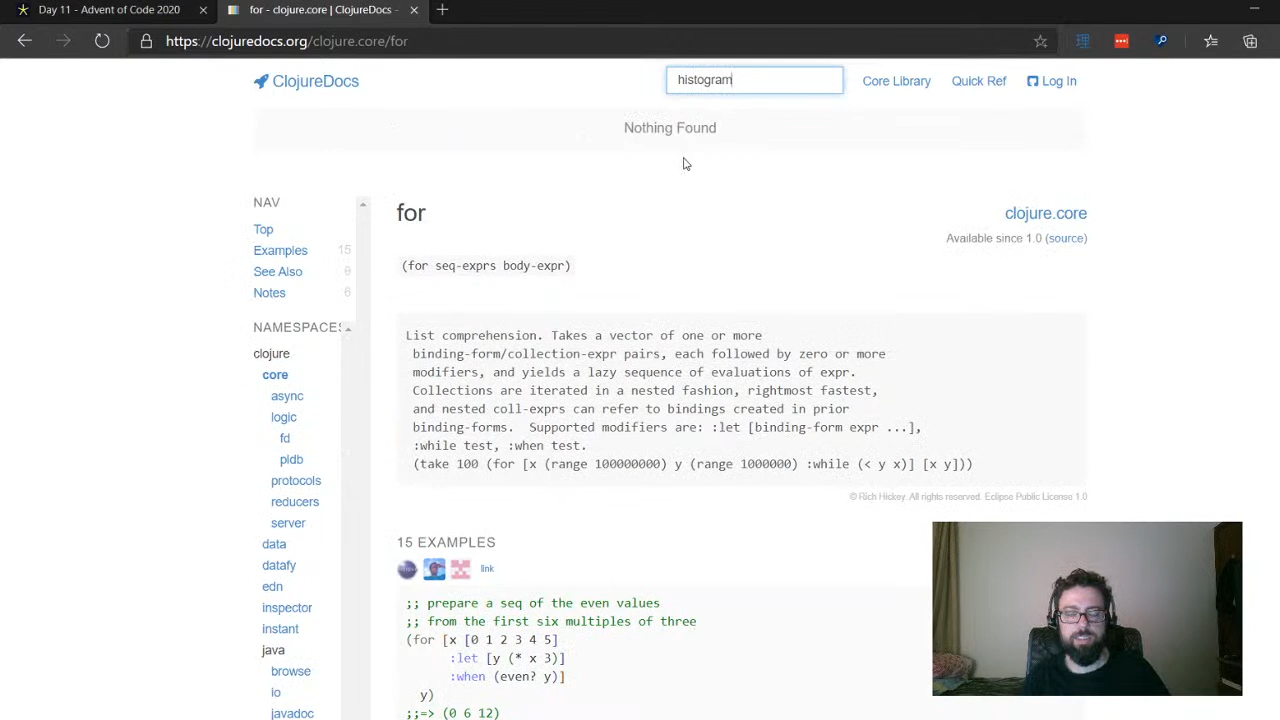 Day 11 - Advent of Code 2020
for - clojure.core | ClojureDocs -
https://clojuredocs.org/clojure.core/for
ClojureDocs
histogram
Core Library
Quick Ref
Log In
Nothing Found
NAV
Top
Examples 15
See Also 0
Notes 6
NAMESPACES
clojure
core
async
logic
fd
pldb
protocols
reducers
server
data
datafy
edn
inspector
instant
java
browse
io
javadoc
for
clojure.core
Available since 1.0 (source)
(for seq-exprs body-expr)
List comprehension. Takes a vector of one or more
binding-form/collection-expr pairs, each followed by zero or more
modifiers, and yields a lazy sequence of evaluations of expr.
Collections are iterated in a nested fashion, rightmost fastest,
and nested coll-exprs can refer to bindings created in prior
binding-forms. Supported modifiers are: :let [binding-form expr ...],
:while test, :when test.
(take 100 (for [x (range 100000000) y (range 1000000) :while (< y x)] [x y]))
© Rich Hickey. All rights reserved. Eclipse Public License 1.0
15 EXAMPLES
link
;; prepare a seq of the even values
;; from the first six multiples of three
(for [x [0 1 2 3 4 5]
:let [y (* x 3)]
:when (even? y)]
y)
;;=> (0 6 12)